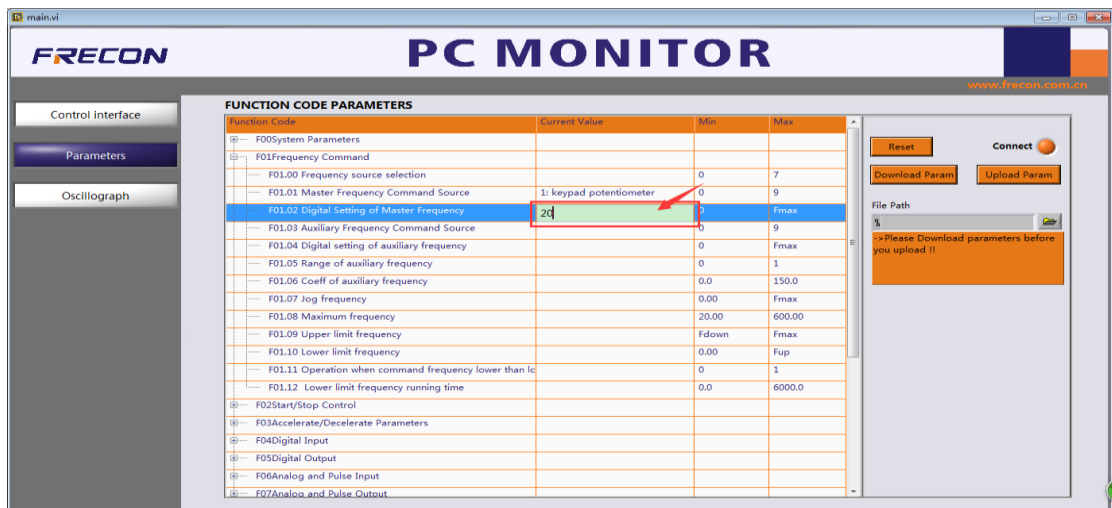 main.vi
FRECON
PC MONITOR
www.frecon.com.cn
Control interface
Parameters
Oscillograph
FUNCTION CODE PARAMETERS
Function Code Current Value Min Max
F00System Parameters
F01Frequency Command
F01.00 Frequency source selection 0 7
F01.01 Master Frequency Command Source 1: keypad potentiometer 0 9
F01.02 Digital Setting of Master Frequency 20 0 Fmax
F01.03 Auxiliary Frequency Command Source 0 9
F01.04 Digital setting of auxiliary frequency 0 Fmax
F01.05 Range of auxiliary frequency 0 1
F01.06 Coeff of auxiliary frequency 0.0 150.0
F01.07 Jog frequency 0.00 Fmax
F01.08 Maximum frequency 20.00 600.00
F01.09 Upper limit frequency Fdown Fmax
F01.10 Lower limit frequency 0.00 Fup
F01.11 Operation when command frequency lower than lc 0 1
F01.12 Lower limit frequency running time 0.0 6000.0
F02Start/Stop Control
F03Accelerate/Decelerate Parameters
F04Digital Input
F05Digital Output
F06Analog and Pulse Input
F07Analog and Pulse Output
Reset Connect
Download Param Upload Param
File Path
->Please Download parameters before
you upload !!